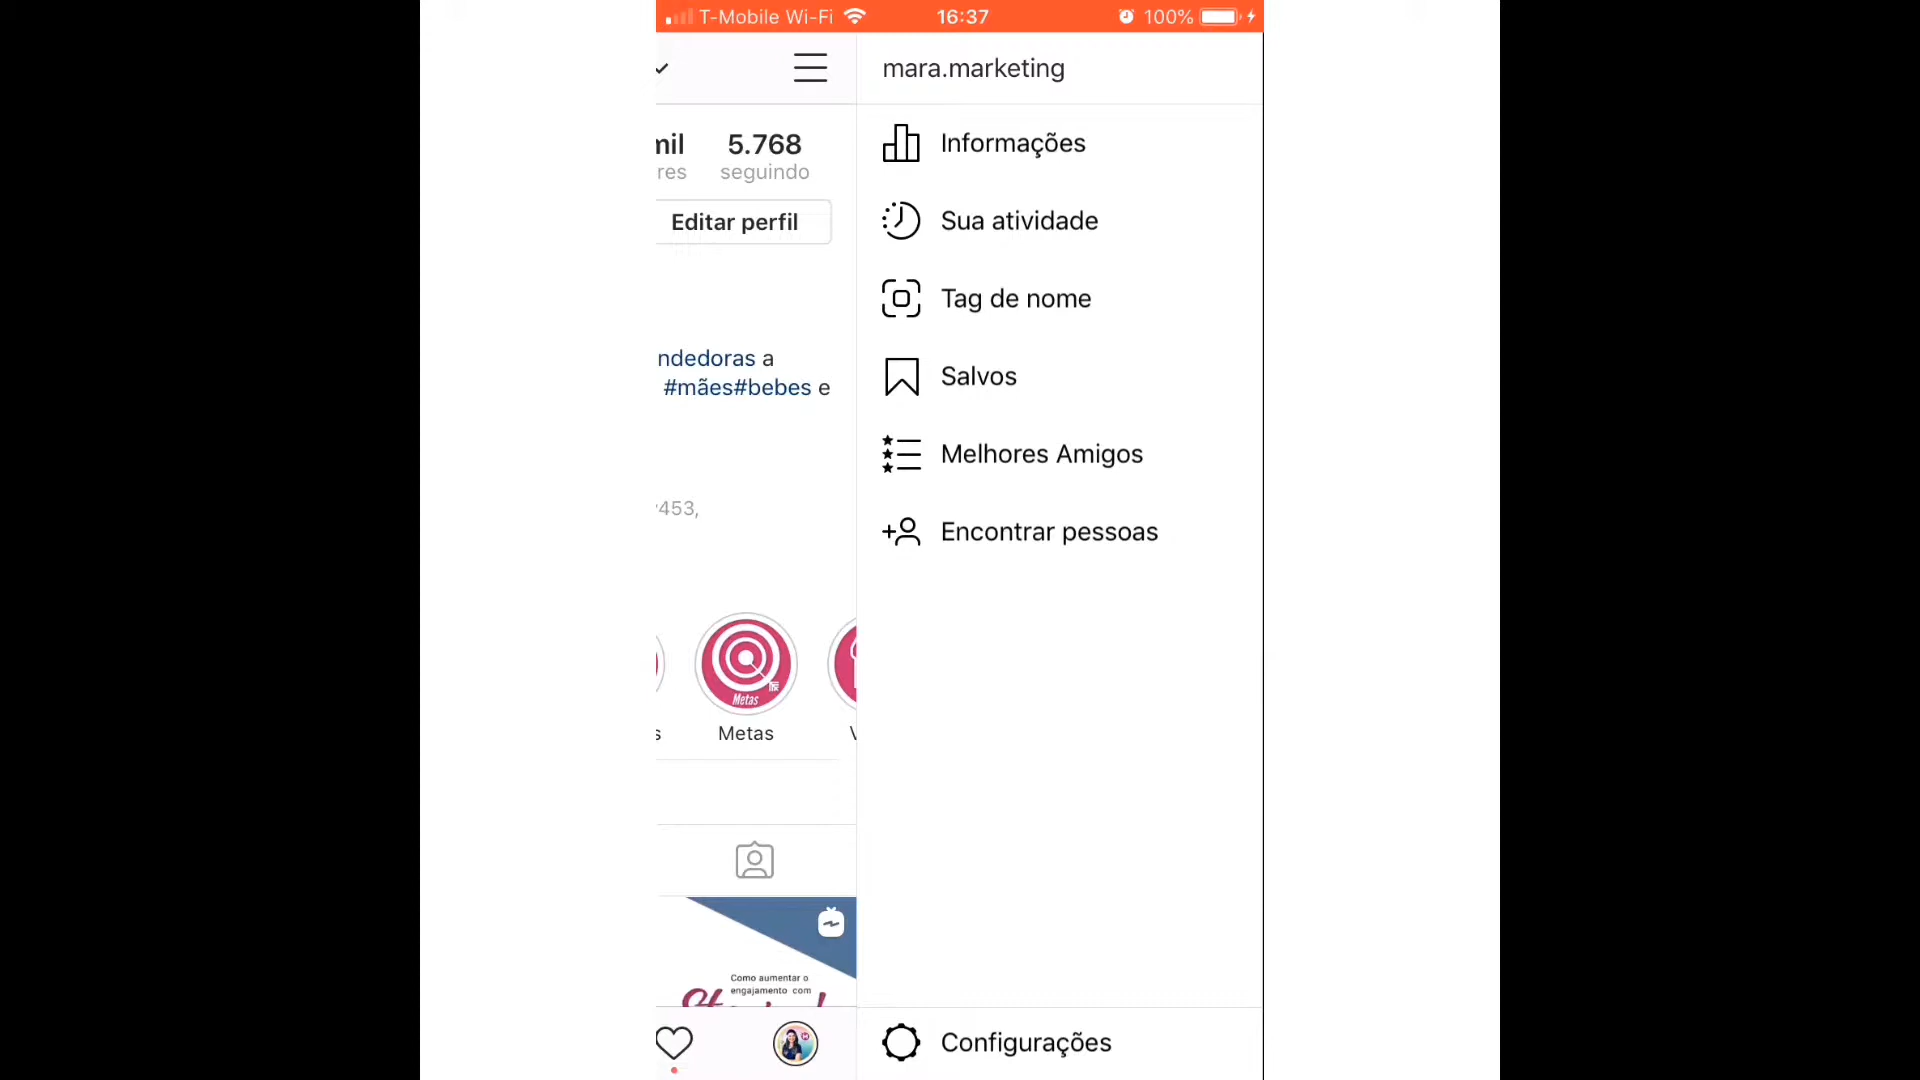 T-Mobile Wi-Fi 16:37 100%
mara.marketing
mil 5.768
res seguindo
Editar perfil
ndedoras a
#mães#bebes e
453,
Metas
s Metas V
Como aumentar o
engajamento com
Informações
Sua atividade
Tag de nome
Salvos
Melhores Amigos
Encontrar pessoas
Configurações